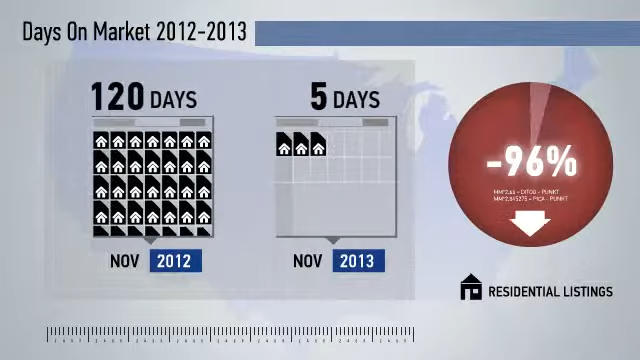 Days On Market 2012-2013
120 DAYS
5 DAYS
-96%
NOV 2012
NOV 2013
RESIDENTIAL LISTINGS